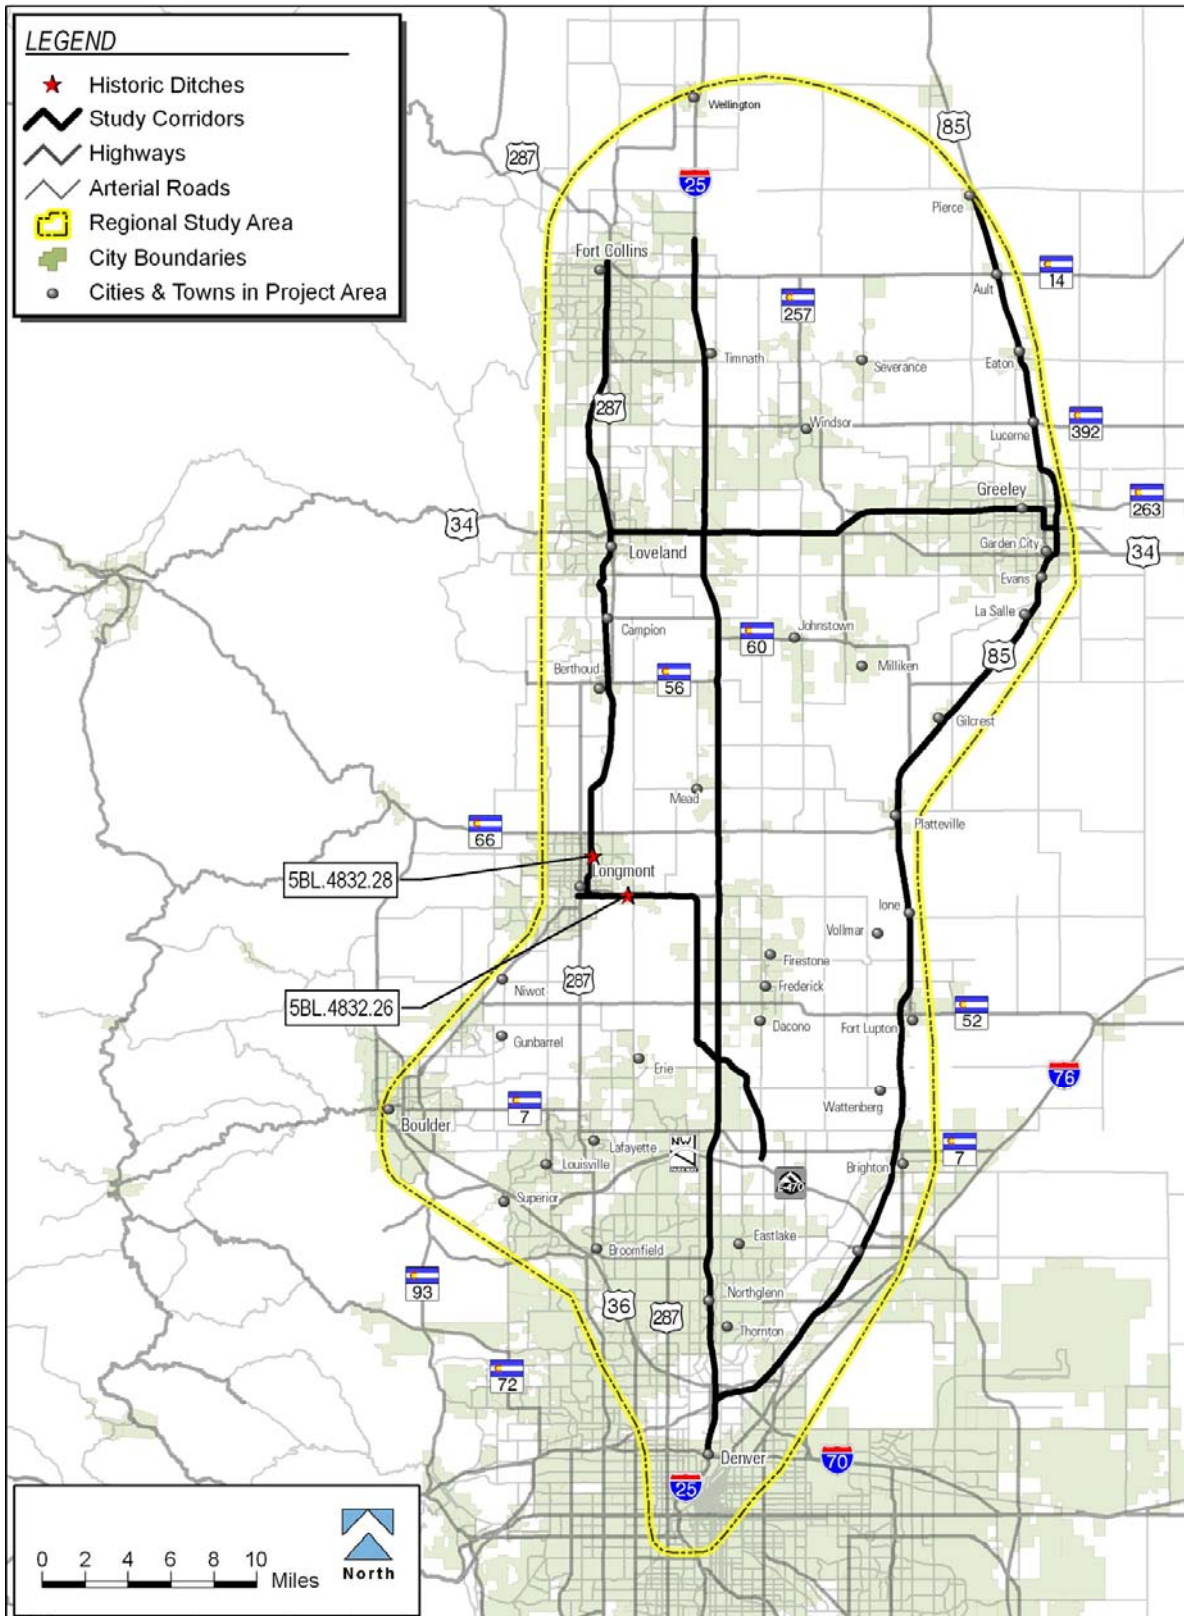 LEGEND
Historic Ditches
Study Corridors
Highways
Arterial Roads
Regional Study Area
City Boundaries
Cities & Towns in Project Area
Wellington
85
287
25
Pierce
Fort Collins
14
Ault
257
Timnath
Severance
Eaton
287
Windsor
Lucerne
392
Greeley
263
34
Loveland
Garden City
34
Evans
La Salle
Campion
60
Johnstown
85
Berthoud
56
Milliken
Gilcrest
Mead
Platteville
66
5BL.4832.28
Longmont
Ione
Vollmar
Firestone
287
Niwot
Frederick
5BL.4832.26
52
Dacono
Fort Lupton
Gunbarrel
Erie
76
Wattenberg
7
Boulder
Lafayette
NW
7
Louisville
Brighton
E-470
Superior
Eastlake
Broomfield
93
36
287
Northglenn
Thornton
72
Denver
70
25
0 2 4 6 8 10
Miles
North